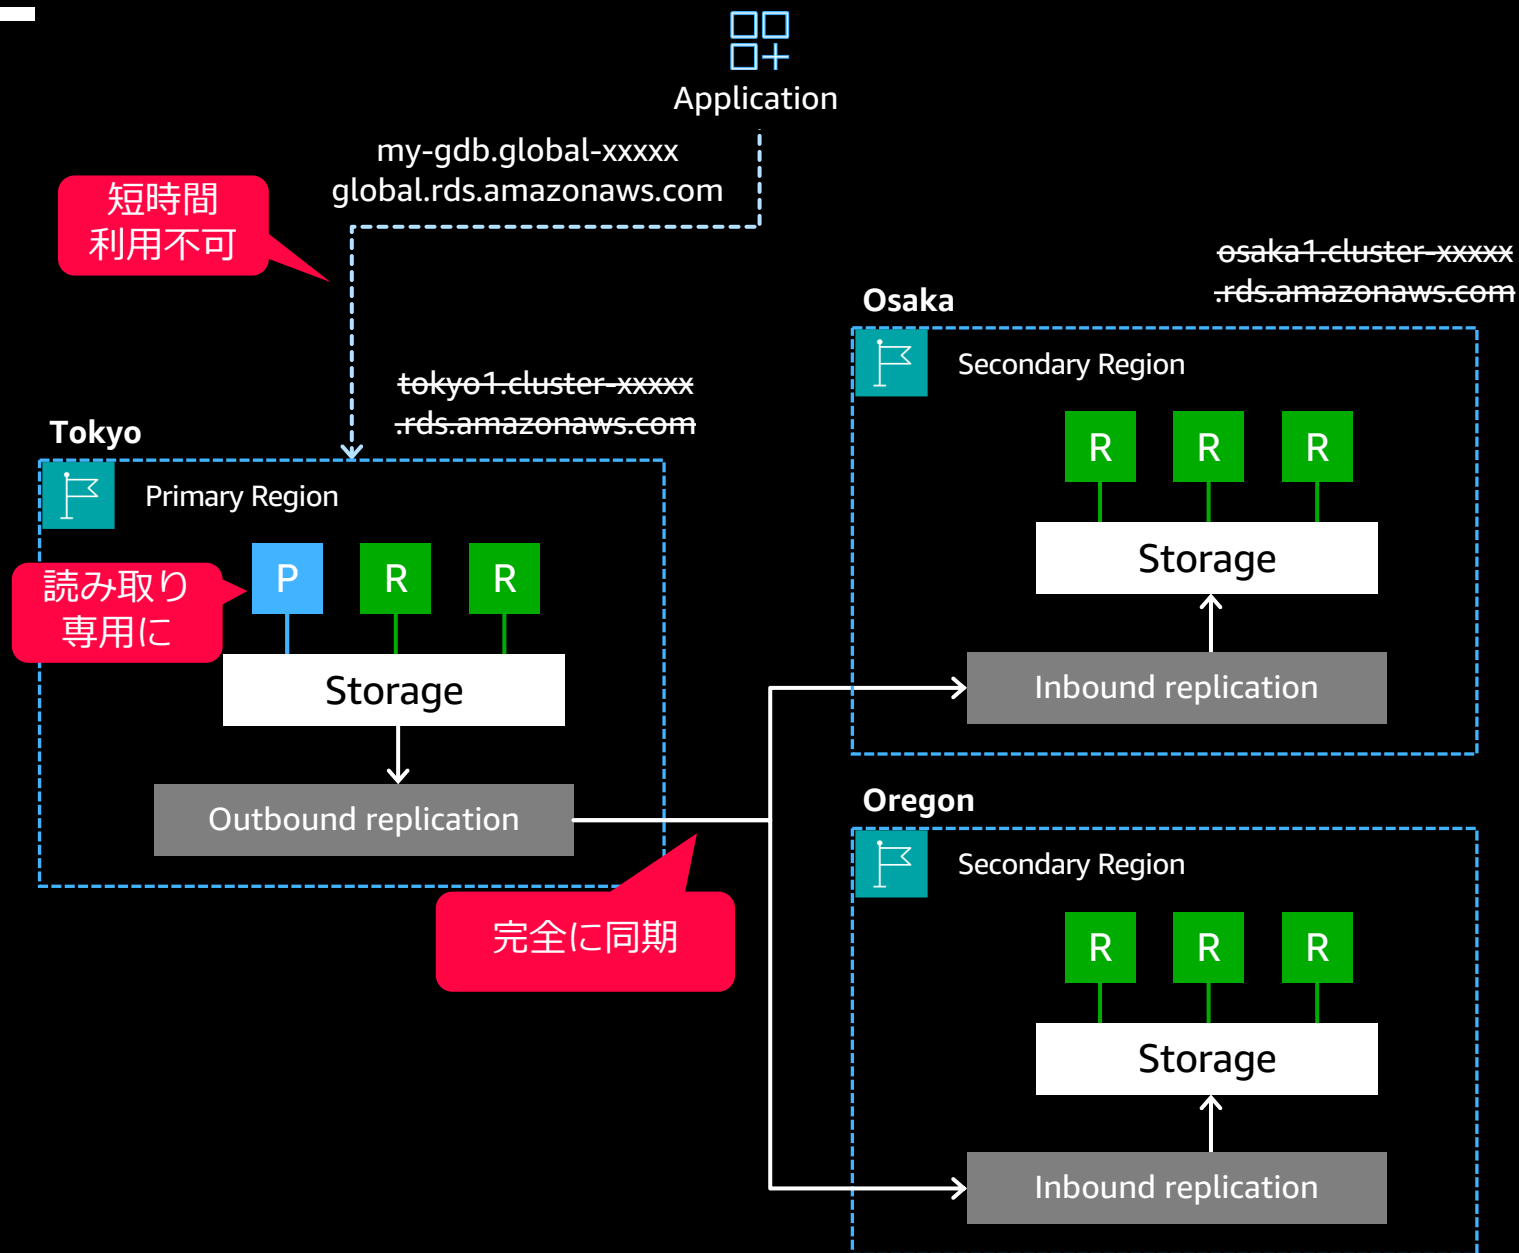 Application
my-gdb.global-xxxxx
global.rds.amazonaws.com
短時間
利用不可
osaka1.cluster-xxxxx
.rds.amazonaws.com
tokyo1.cluster-xxxxx
.rds.amazonaws.com
Tokyo
Primary Region
P
R
R
読み取り
専用に
Storage
Outbound replication
完全に同期
Osaka
Secondary Region
R
R
R
Storage
Inbound replication
Oregon
Secondary Region
R
R
R
Storage
Inbound replication